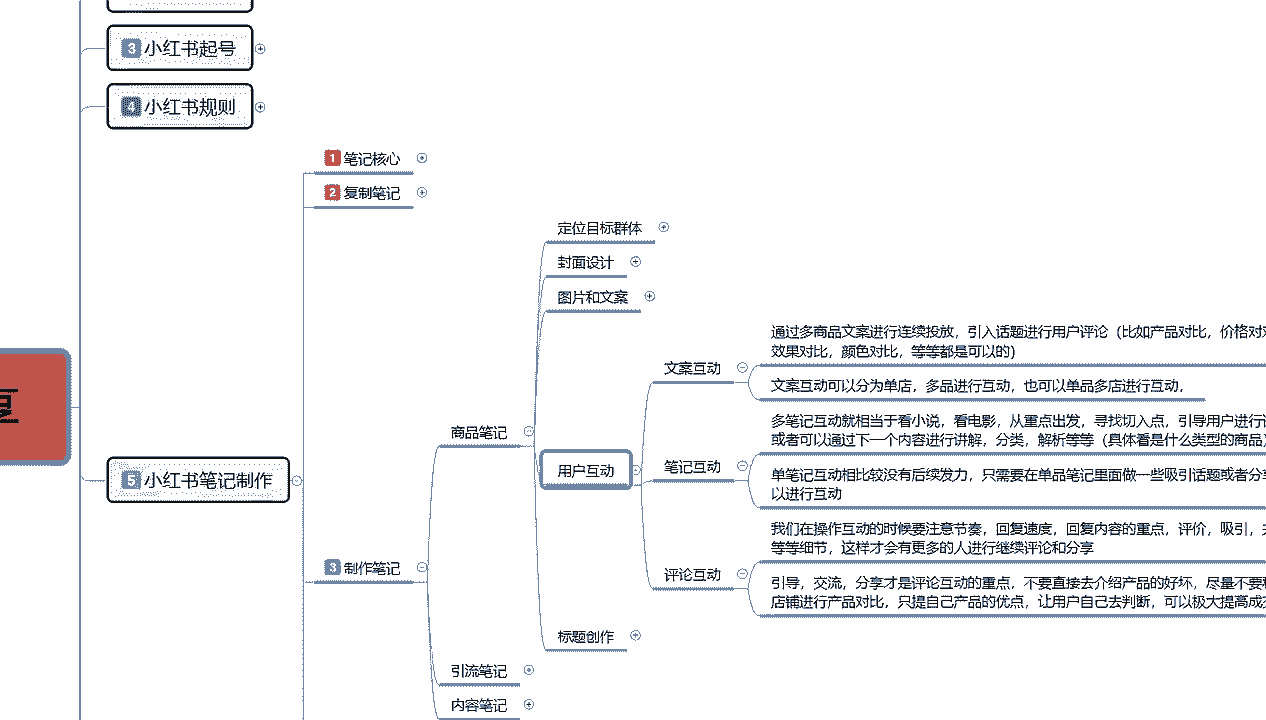 3 小红书起号
4 小红书规则
1 笔记核心
2 复制笔记
定位目标群体
封面设计
图片和文案
通过多商品文案进行连续投放，引入话题进行用户评论（比如产品对比，价格对
效果对比，颜色对比，等等都是可以的）
文案互动
文案互动可以分为单店，多品进行互动，也可以单品多店进行互动，
多笔记互动就相当于看小说，看电影，从重点出发，寻找切入点，引导用户进行
或者可以通过下一个内容进行讲解，分类，解析等等（具体看是什么类型的商品）
商品笔记
用户互动
笔记互动
单笔记互动相比较没有后续发力，只需要在单品笔记里面做一些吸引话题或者分享
以进行互动
5 小红书笔记制作
我们在操作互动的时候要注意节奏，回复速度，回复内容的重点，评价，吸引，
等等细节，这样才会有更多的人进行继续评论和分享
3 制作笔记
评论互动
引导，交流，分享才是评论互动的重点，不要直接去介绍产品的好坏，尽量不要
店铺进行产品对比，只提自己产品的优点，让用户自己去判断，可以极大提高成
标题创作
引流笔记
内容笔记